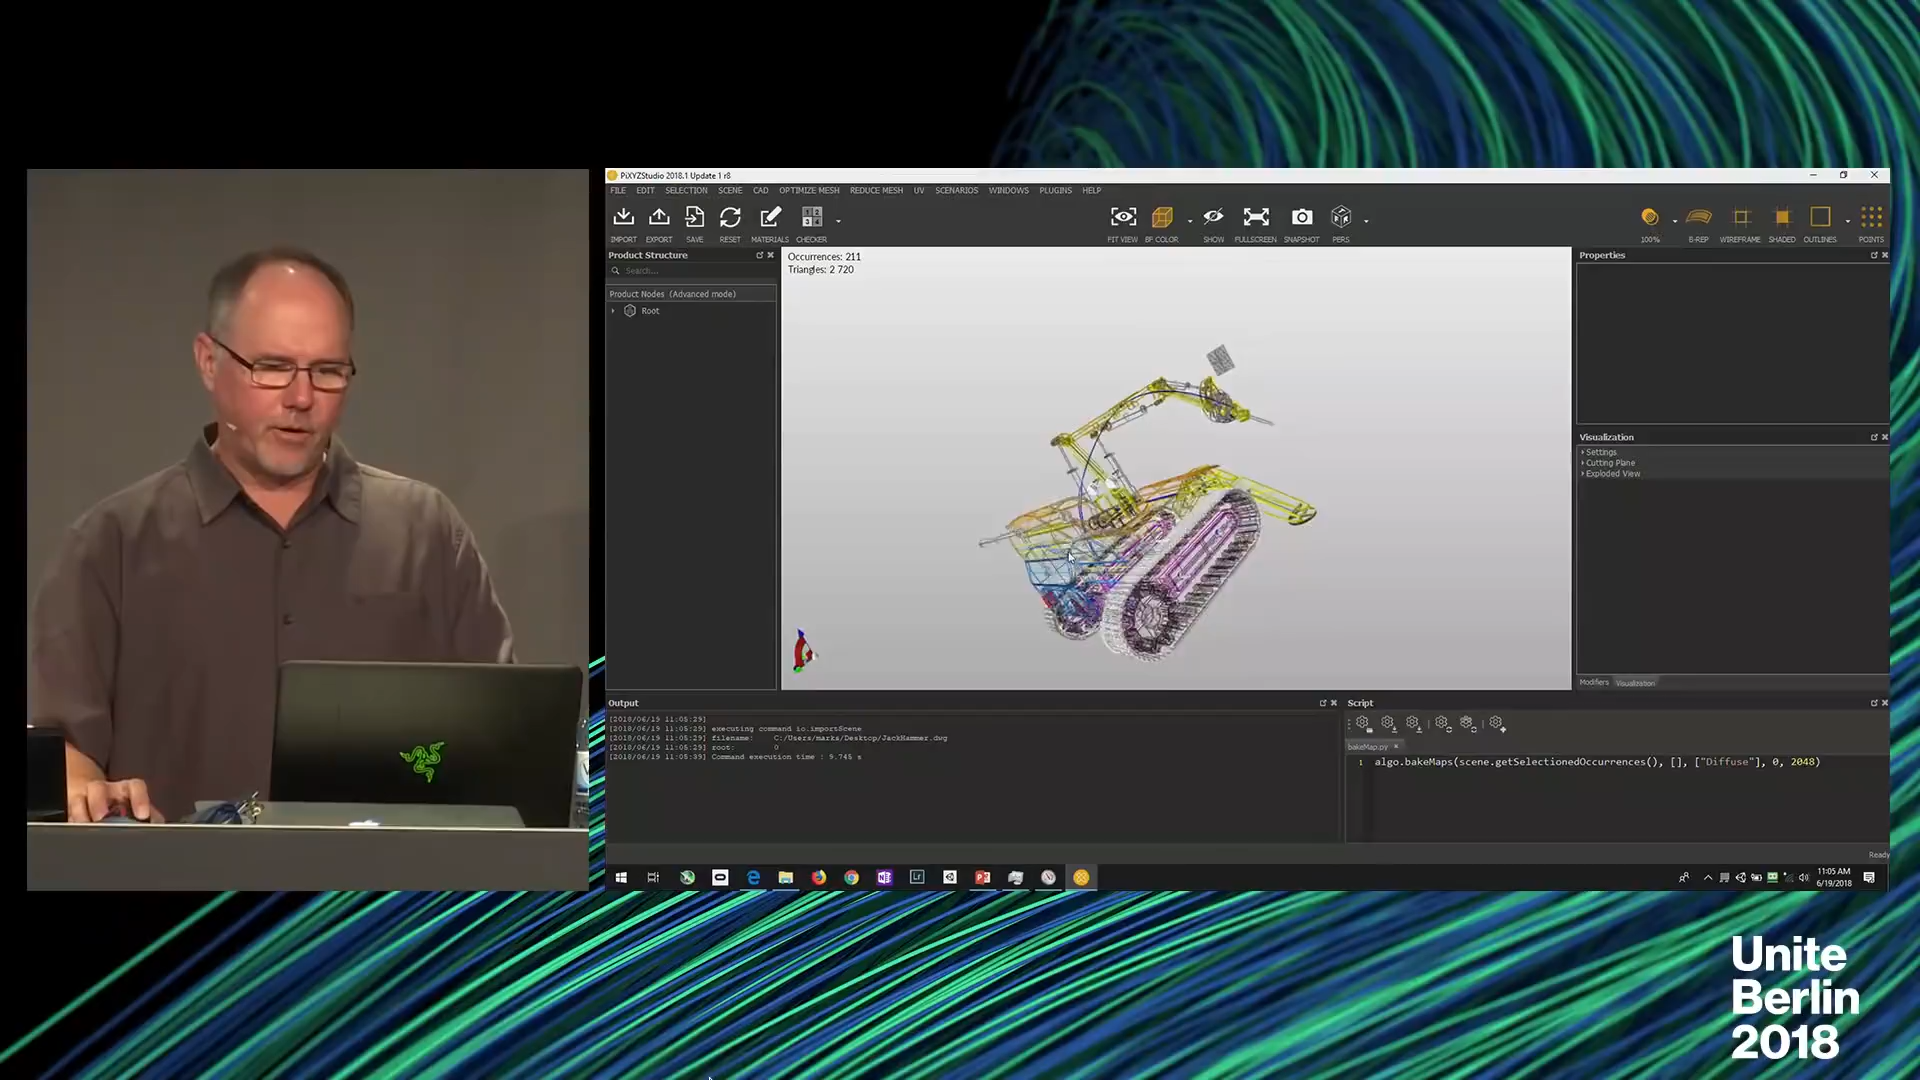 PiXYZStudio 2018.1 Update 1 r8
FILE EDIT SELECTION SCENE CAD OPTIMIZE MESH REDUCE MESH UV SCENARIOS WINDOWS PLUGINS HELP
IMPORT EXPORT SAVE RESET MATERIALS CHECKER FIT VIEW BF COLOR SHOW FULLSCREEN SNAPSHOT PERS 100% B-REP WIREFRAME SHADED OUTLINES POINTS
Product Structure
Search...
Product Nodes (Advanced mode)
Root
Occurrences: 211
Triangles: 2 720
Properties
Visualization
Settings
Cutting Plane
Exploded View
Modifiers Visualization
Output
[2018/06/19 11:05:29]
[2018/06/19 11:05:29] executing command io.importScene
[2018/06/19 11:05:29] filename: C:/Users/marks/Desktop/JackHammer.dwg
[2018/06/19 11:05:29] root: 0
[2018/06/19 11:05:39] Command execution time : 9.745 s
Script
bakeMap.py
1 algo.bakeMaps(scene.getSelectionedOccurrences(), [], ["Diffuse"], 0, 2048)
Ready
11:05 AM
6/19/2018
Unite
Berlin
2018